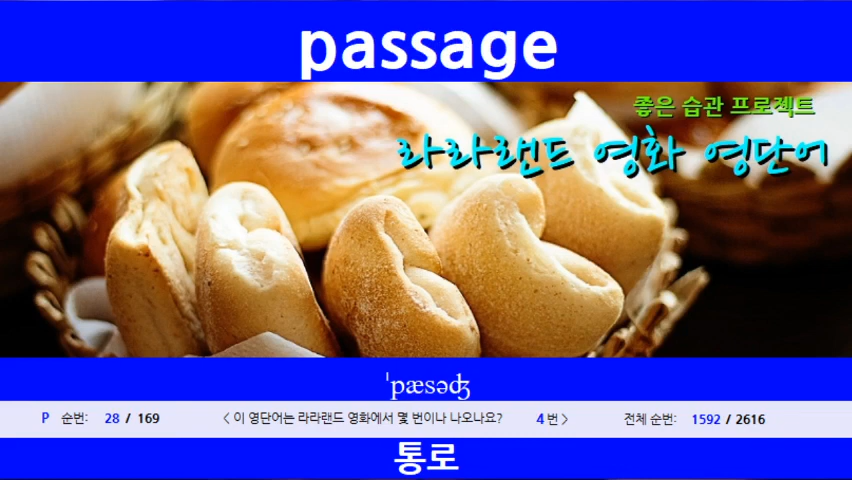 passage
좋은 습관 프로젝트
라라랜드 영화 영단어
ˈpæsəʤ
P 순번: 28 / 169 < 이 영단어는 라라랜드 영화에서 몇 번이나 나오나요? 4 번 > 전체 순번: 1592 / 2616
통로